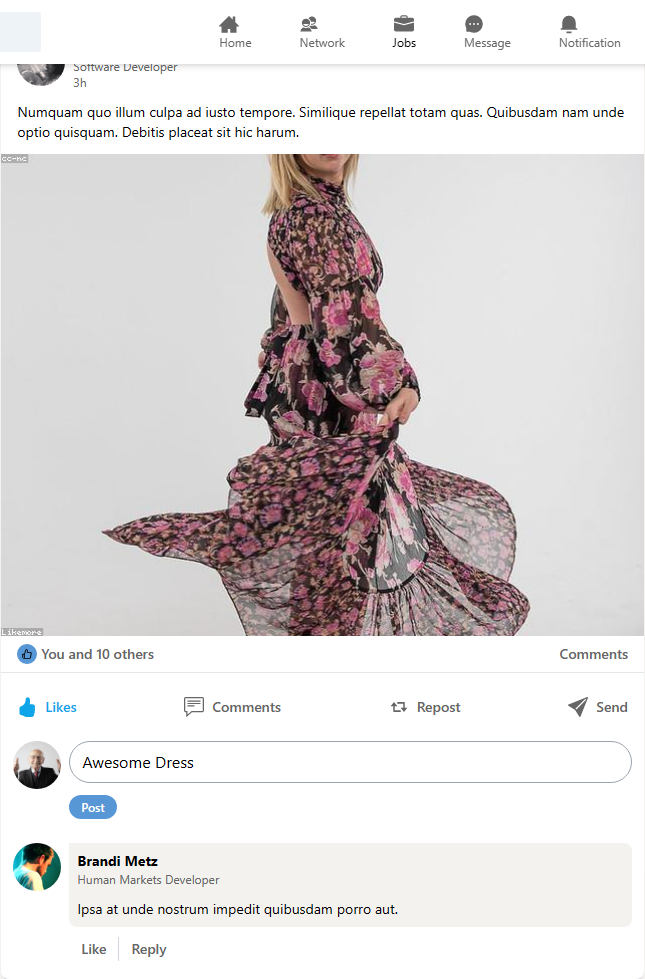 Home
Network
Jobs
Message
Notification
Software Developer
3h
Numquam quo illum culpa ad iusto tempore. Similique repellat totam quas. Quibusdam nam unde
optio quisquam. Debitis placeat sit hic harum.
cc-nc
Likemore
You and 10 others
Comments
Likes
Comments
Repost
Send
Awesome Dress
Post
Brandi Metz
Human Markets Developer
Ipsa at unde nostrum impedit quibusdam porro aut.
Like
Reply